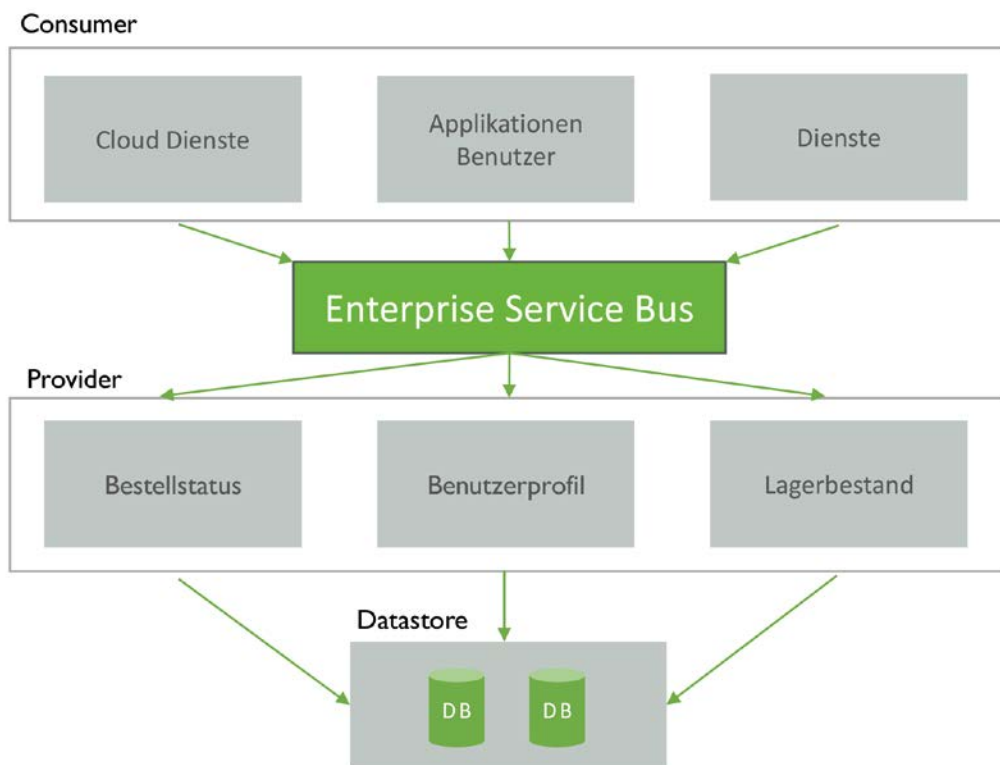 Consumer
Cloud Dienste
Applikationen
Benutzer
Dienste
Enterprise Service Bus
Provider
Bestellstatus
Benutzerprofil
Lagerbestand
Datastore
DB
DB